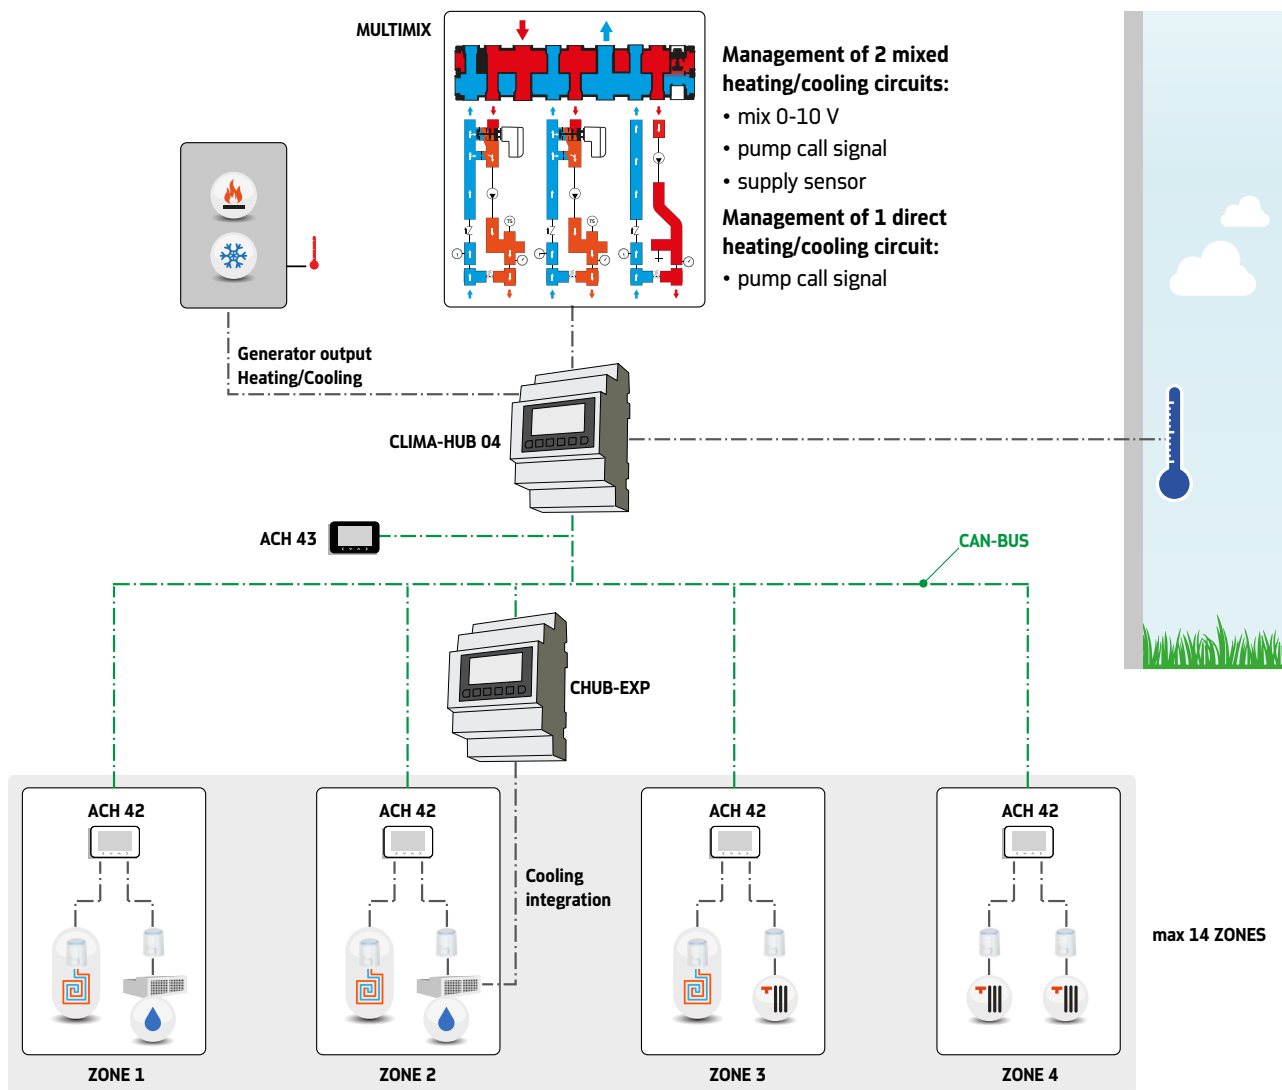 MULTIMIX
Management of 2 mixed
heating/cooling circuits:
• mix 0-10 V
• pump call signal
• supply sensor
Management of 1 direct
heating/cooling circuit:
• pump call signal
TS
TS
Generator output
Heating/Cooling
CLIMA-HUB 04
ACH 43
CAN-BUS
CHUB-EXP
ACH 42
ACH 42
ACH 42
ACH 42
Cooling
integration
max 14 ZONES
ZONE 1
ZONE 2
ZONE 3
ZONE 4